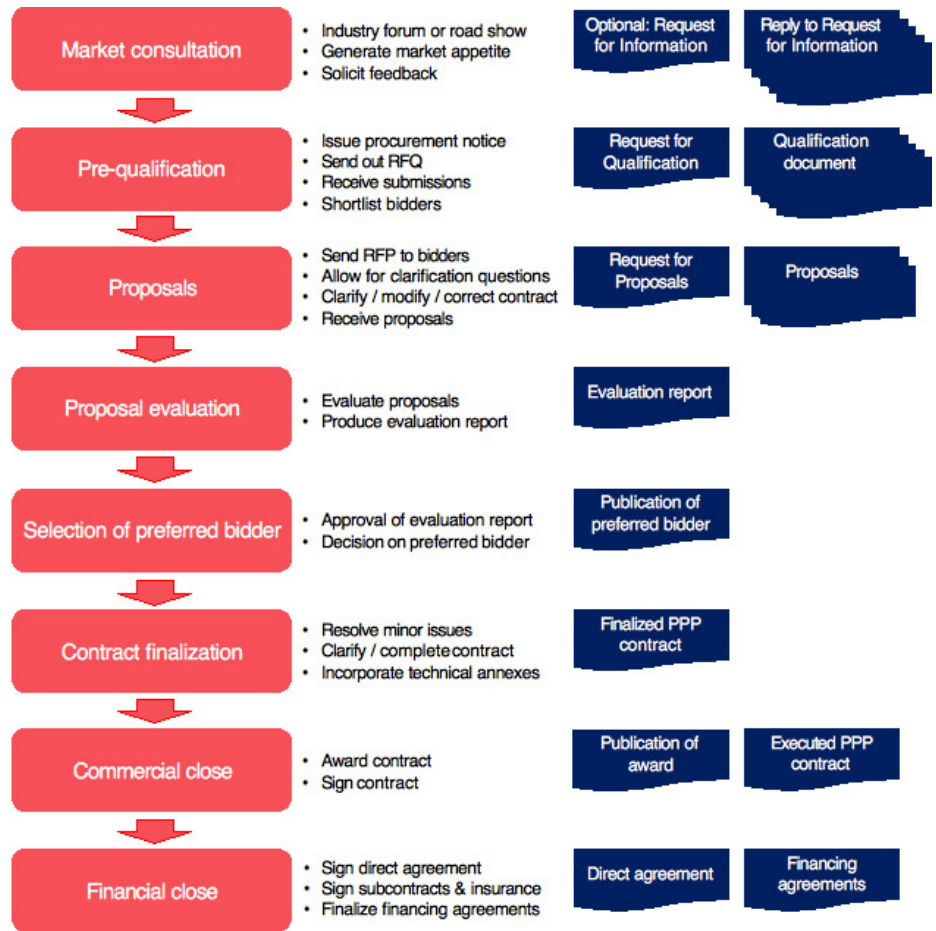 Market consultation
• Industry forum or road show
• Generate market appetite
• Solicit feedback
Optional: Request
for Information
Reply to Request
for Information
Pre-qualification
• Issue procurement notice
• Send out RFQ
• Receive submissions
• Shortlist bidders
Request for
Qualification
Qualification
document
Proposals
• Send RFP to bidders
• Allow for clarification questions
• Clarify / modify / correct contract
• Receive proposals
Request for
Proposals
Proposals
Proposal evaluation
• Evaluate proposals
• Produce evaluation report
Evaluation report
Selection of preferred bidder
• Approval of evaluation report
• Decision on preferred bidder
Publication of
preferred bidder
Contract finalization
• Resolve minor issues
• Clarify / complete contract
• Incorporate technical annexes
Finalized PPP
contract
Commercial close
• Award contract
• Sign contract
Publication of
award
Executed PPP
contract
Financial close
• Sign direct agreement
• Sign subcontracts & insurance
• Finalize financing agreements
Direct agreement
Financing
agreements